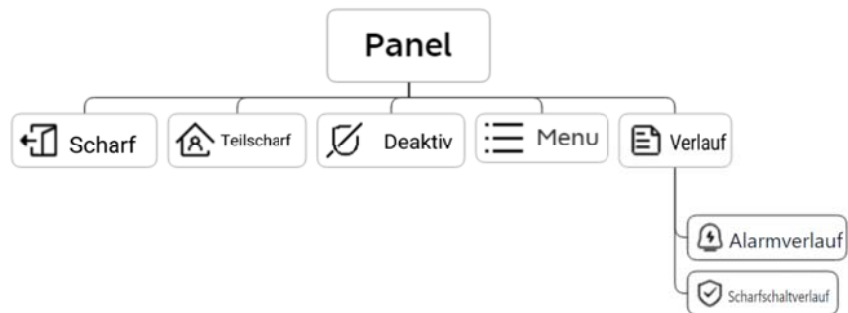 Panel
Scharf
Teilscharf
Deaktiv
Menu
Verlauf
Alarmverlauf
Scharfschaltverlauf